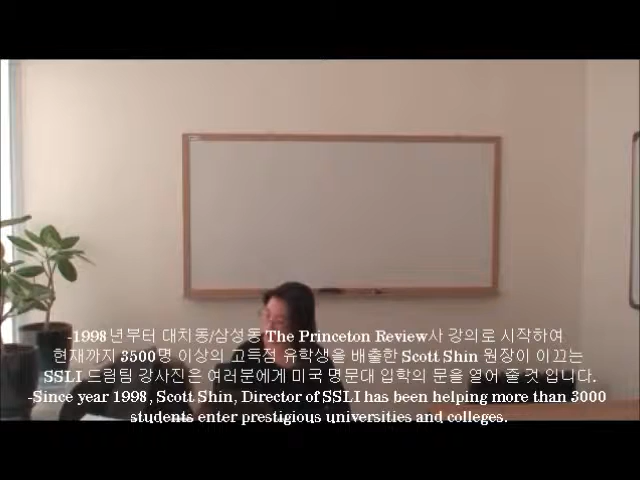 -1998년부터 대치동/삼성동 The Princeton Review사 강의로 시작하여
현재까지 3500명 이상의 고득점 유학생을 배출한 Scott Shin 원장이 이끄는
SSLI 드림팀 강사진은 여러분에게 미국 명문대 입학의 문을 열어 줄 것 입니다.
-Since year 1998, Scott Shin, Director of SSLI has been helping more than 3000
students enter prestigious universities and colleges.